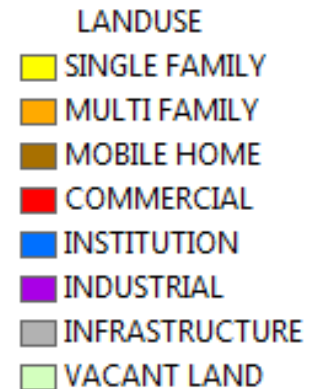 LANDUSE
SINGLE FAMILY
MULTI FAMILY
MOBILE HOME
COMMERCIAL
INSTITUTION
INDUSTRIAL
INFRASTRUCTURE
VACANT LAND